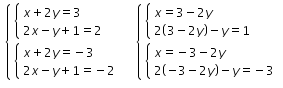 x + 2y = 3
2x − y + 1 = 2
x + 2y = −3
2x − y + 1 = −2
x = 3 − 2y
2(3 − 2y) − y = 1
x = −3 − 2y
2(−3 − 2y) − y = −3